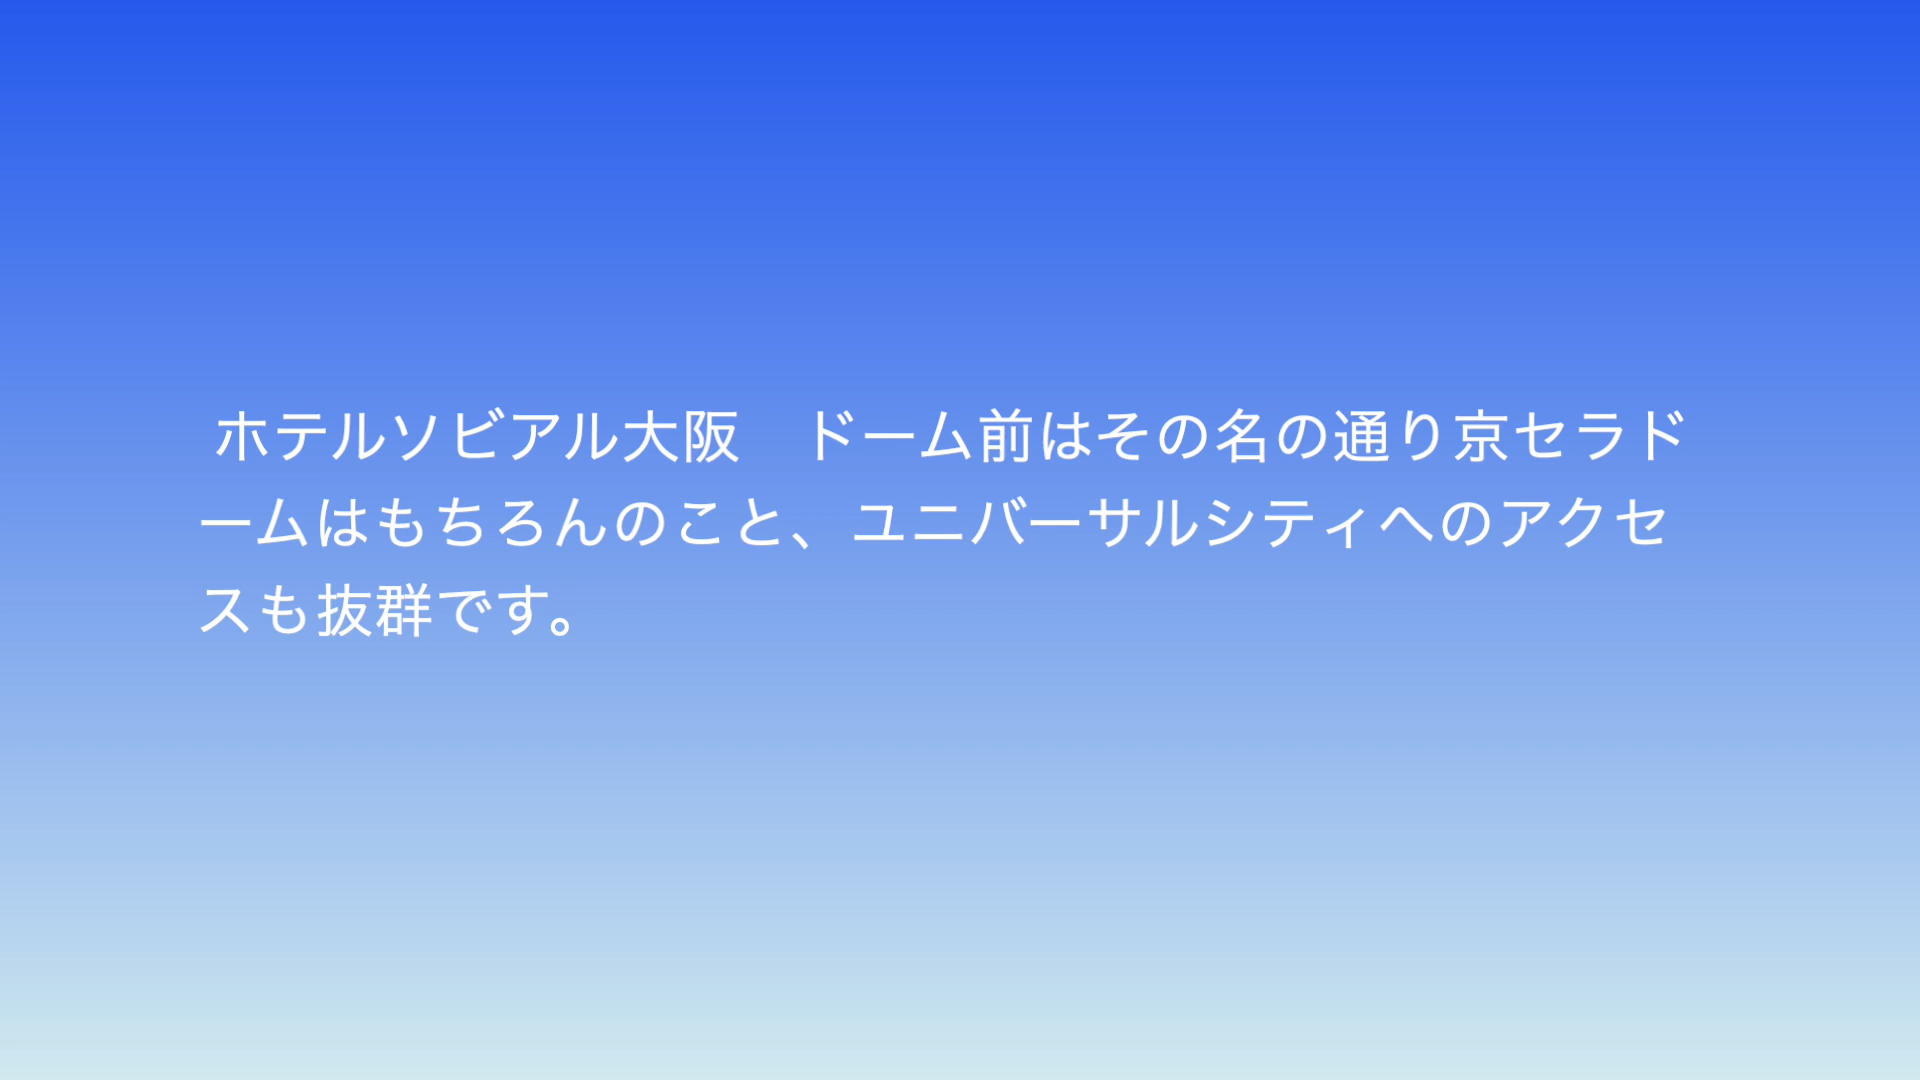 ホテルソビアル大阪　ドーム前はその名の通り京セラド
ームはもちろんのこと、ユニバーサルシティへのアクセ
スも抜群です。